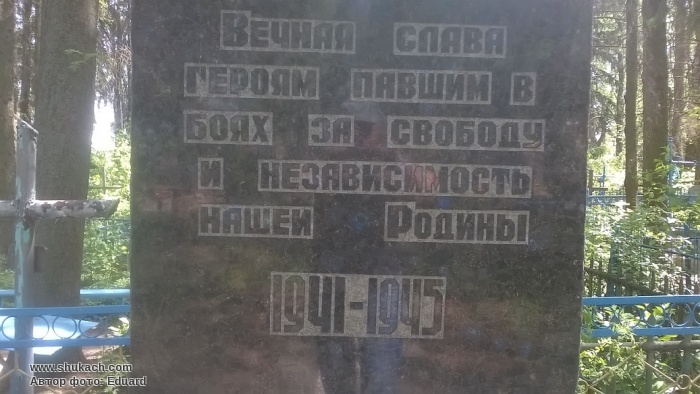 Вечная слава
героям павшим в
боях за свободу
и независимость
нашей Родины
1941-1945
www.shukach.com
Автор фото: Eduard